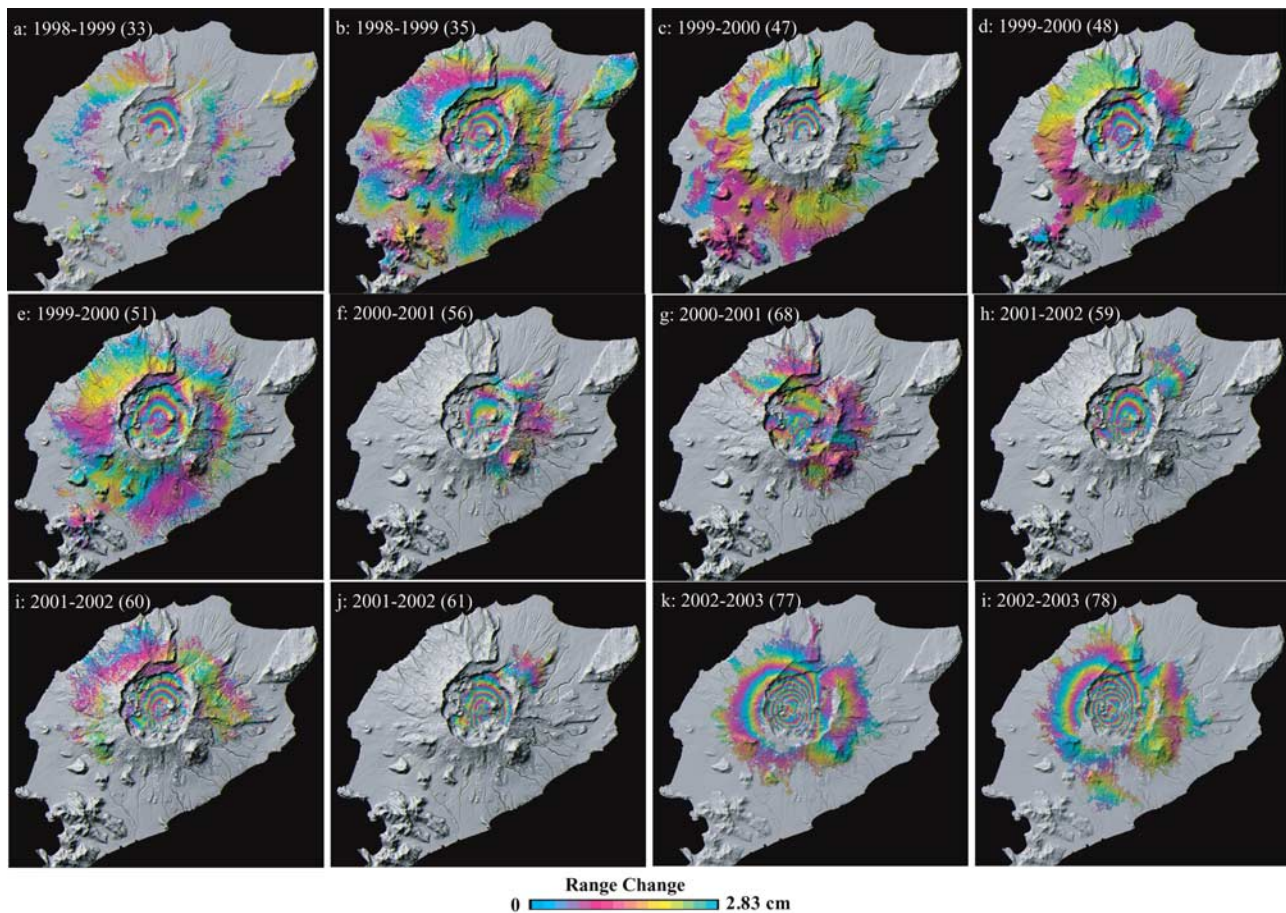 a: 1998-1999 (33)
b: 1998-1999 (35)
c: 1999-2000 (47)
d: 1999-2000 (48)
e: 1999-2000 (51)
f: 2000-2001 (56)
g: 2000-2001 (68)
h: 2001-2002 (59)
i: 2001-2002 (60)
j: 2001-2002 (61)
k: 2002-2003 (77)
i: 2002-2003 (78)
Range Change
0 2.83 cm